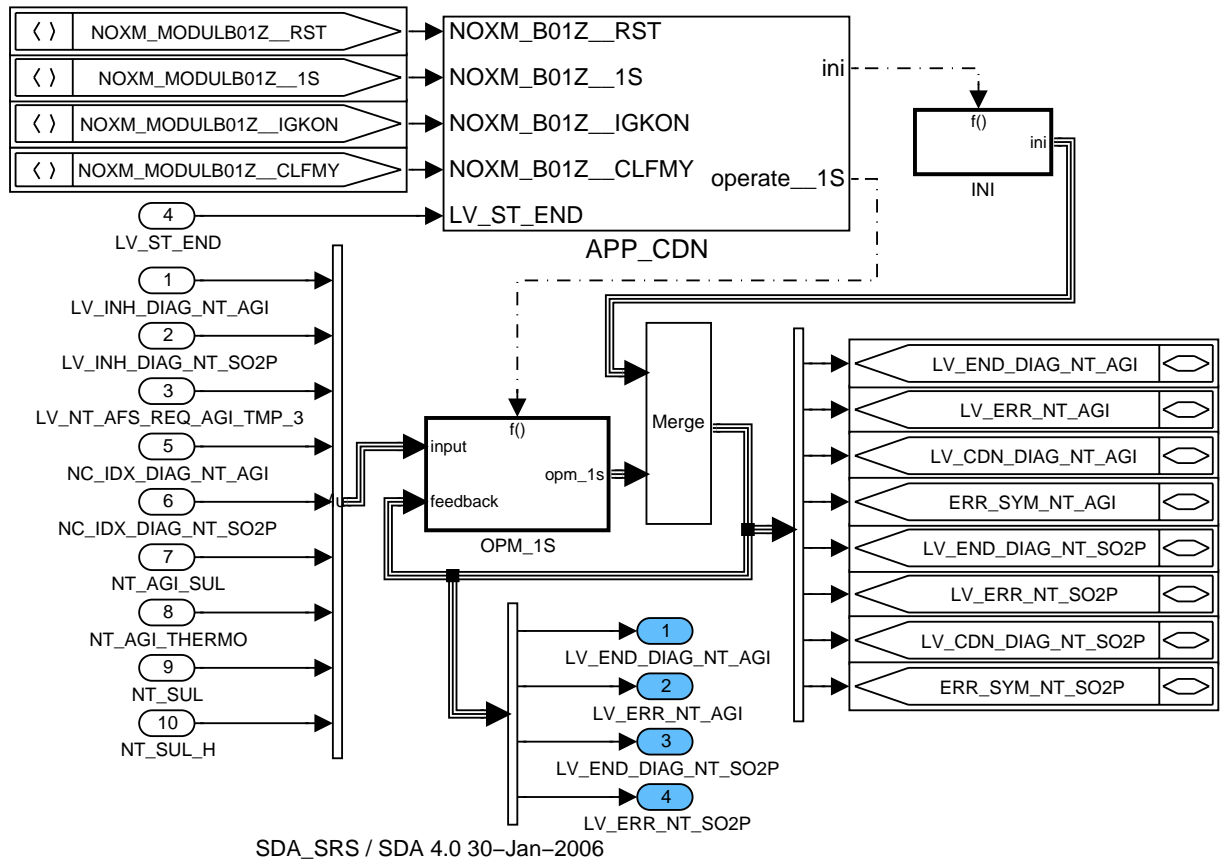 NOXM_MODULB01Z__RST
NOXM_MODULB01Z__1S
NOXM_MODULB01Z__IGKON
NOXM_MODULB01Z__CLFMY
4
LV_ST_END
NOXM_B01Z__RST
NOXM_B01Z__1S
NOXM_B01Z__IGKON
NOXM_B01Z__CLFMY
LV_ST_END
ini
operate__1S
APP_CDN
f()
ini
INI
1
LV_INH_DIAG_NT_AGI
2
LV_INH_DIAG_NT_SO2P
3
LV_NT_AFS_REQ_AGI_TMP_3
5
NC_IDX_DIAG_NT_AGI
6
NC_IDX_DIAG_NT_SO2P
7
NT_AGI_SUL
8
NT_AGI_THERMO
9
NT_SUL
10
NT_SUL_H
f()
input
feedback
opm_1s
OPM_1S
Merge
LV_END_DIAG_NT_AGI
LV_ERR_NT_AGI
LV_CDN_DIAG_NT_AGI
ERR_SYM_NT_AGI
LV_END_DIAG_NT_SO2P
LV_ERR_NT_SO2P
LV_CDN_DIAG_NT_SO2P
ERR_SYM_NT_SO2P
1
LV_END_DIAG_NT_AGI
2
LV_ERR_NT_AGI
3
LV_END_DIAG_NT_SO2P
4
LV_ERR_NT_SO2P
SDA_SRS / SDA 4.0 30–Jan–2006